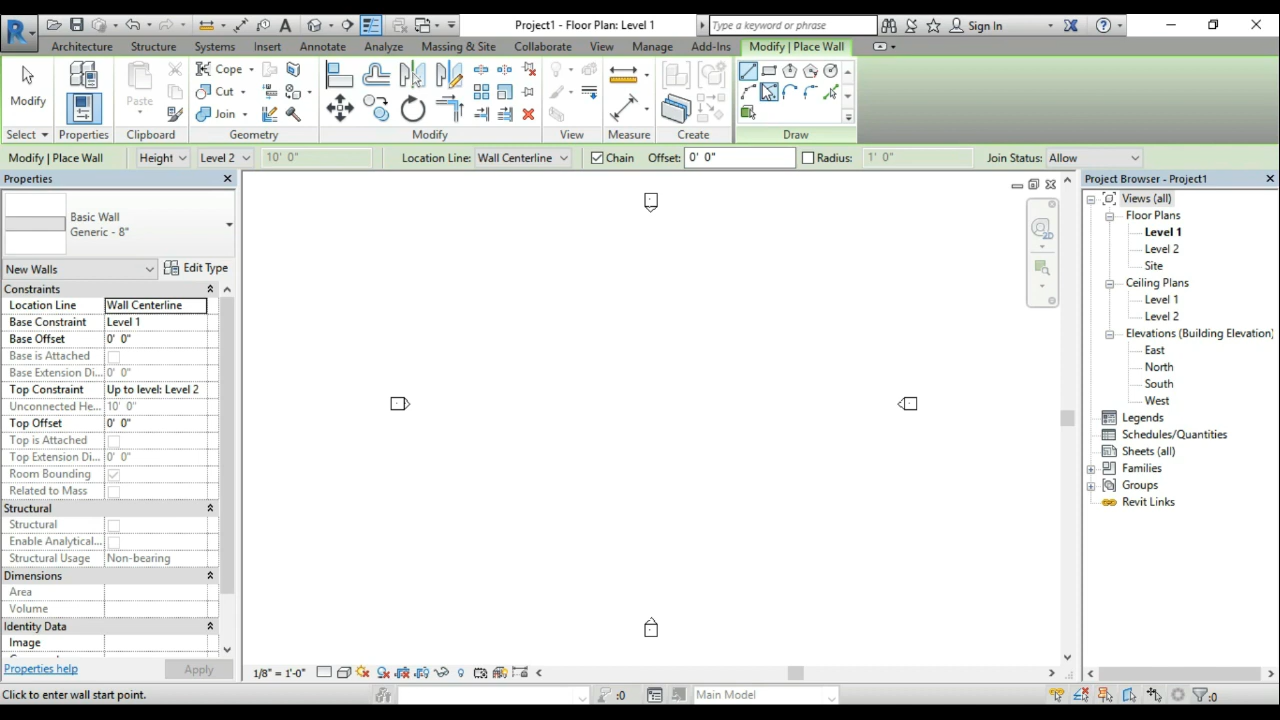 Project1 - Floor Plan: Level 1
Type a keyword or phrase
Sign In
Architecture
Structure
Systems
Insert
Annotate
Analyze
Massing & Site
Collaborate
View
Manage
Add-Ins
Modify | Place Wall
Modify
Paste
Cope
Cut
Join
Select
Properties
Clipboard
Geometry
Modify
View
Measure
Create
Draw
Modify | Place Wall
Height
Level 2
10' 0"
Location Line:
Wall Centerline
Chain
Offset:
0' 0"
Radius:
1' 0"
Join Status:
Allow
Properties
Basic Wall
Generic - 8"
New Walls
Edit Type
Constraints
Location Line Wall Centerline
Base Constraint Level 1
Base Offset 0' 0"
Base is Attached
Base Extension Di... 0' 0"
Top Constraint Up to level: Level 2
Unconnected He... 10' 0"
Top Offset 0' 0"
Top is Attached
Top Extension Di... 0' 0"
Room Bounding
Related to Mass
Structural
Structural
Enable Analytical...
Structural Usage Non-bearing
Dimensions
Area
Volume
Identity Data
Image
Properties help
Apply
2D
Project Browser - Project1
Views (all)
Floor Plans
Level 1
Level 2
Site
Ceiling Plans
Level 1
Level 2
Elevations (Building Elevation)
East
North
South
West
Legends
Schedules/Quantities
Sheets (all)
Families
Groups
Revit Links
1/8" = 1'-0"
Click to enter wall start point.
:0
Main Model
:0